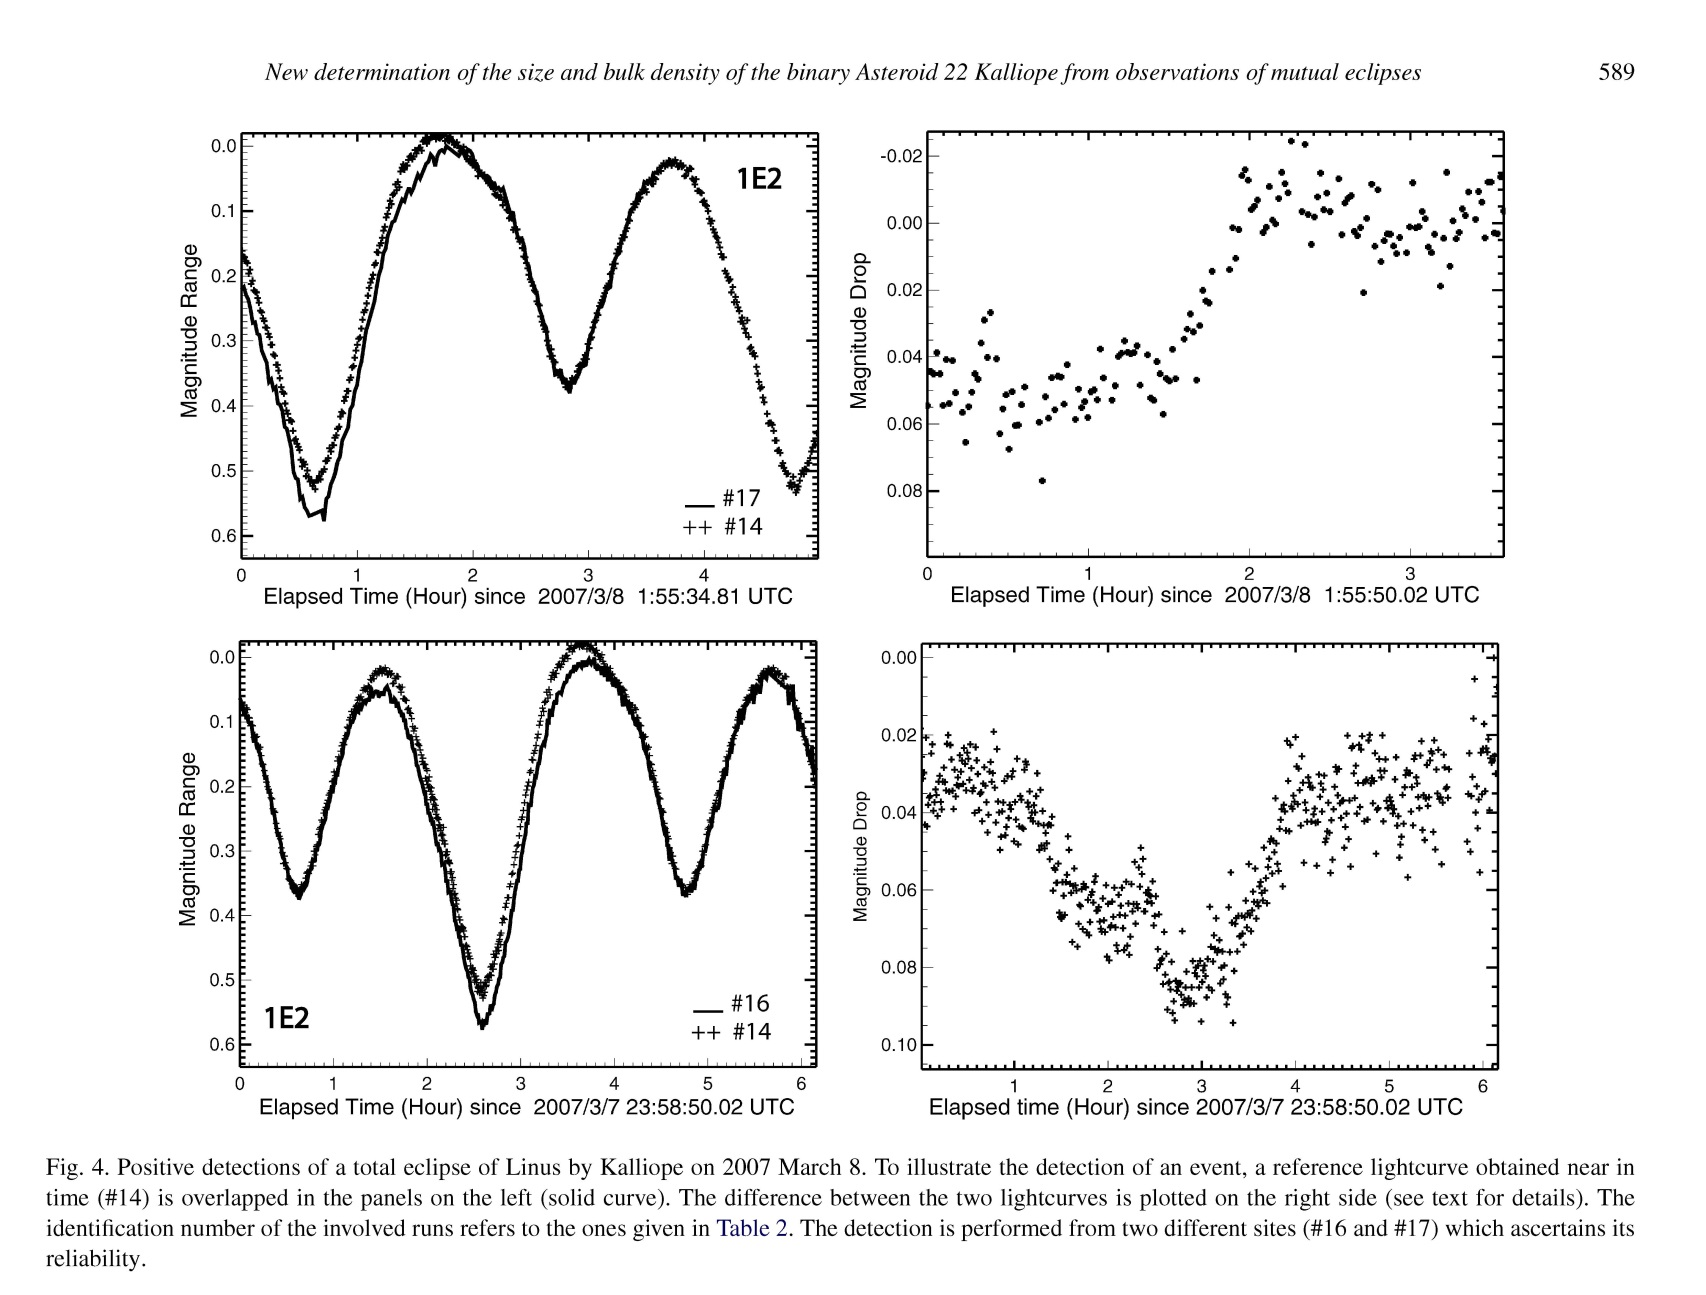 New determination of the size and bulk density of the binary Asteroid 22 Kalliope from observations of mutual eclipses 589
0.0
0.1
0.2
0.3
0.4
0.5
0.6
Magnitude Range
1E2
#17
++ #14
0 1 2 3 4
Elapsed Time (Hour) since 2007/3/8 1:55:34.81 UTC
-0.02
0.00
0.02
0.04
0.06
0.08
Magnitude Drop
0 1 2 3
Elapsed Time (Hour) since 2007/3/8 1:55:50.02 UTC
0.0
0.1
0.2
0.3
0.4
0.5
0.6
Magnitude Range
1E2
#16
++ #14
0 1 2 3 4 5 6
Elapsed Time (Hour) since 2007/3/7 23:58:50.02 UTC
0.00
0.02
0.04
0.06
0.08
0.10
Magnitude Drop
1 2 3 4 5 6
Elapsed time (Hour) since 2007/3/7 23:58:50.02 UTC
Fig. 4. Positive detections of a total eclipse of Linus by Kalliope on 2007 March 8. To illustrate the detection of an event, a reference lightcurve obtained near in
time (#14) is overlapped in the panels on the left (solid curve). The difference between the two lightcurves is plotted on the right side (see text for details). The
identification number of the involved runs refers to the ones given in Table 2. The detection is performed from two different sites (#16 and #17) which ascertains its
reliability.